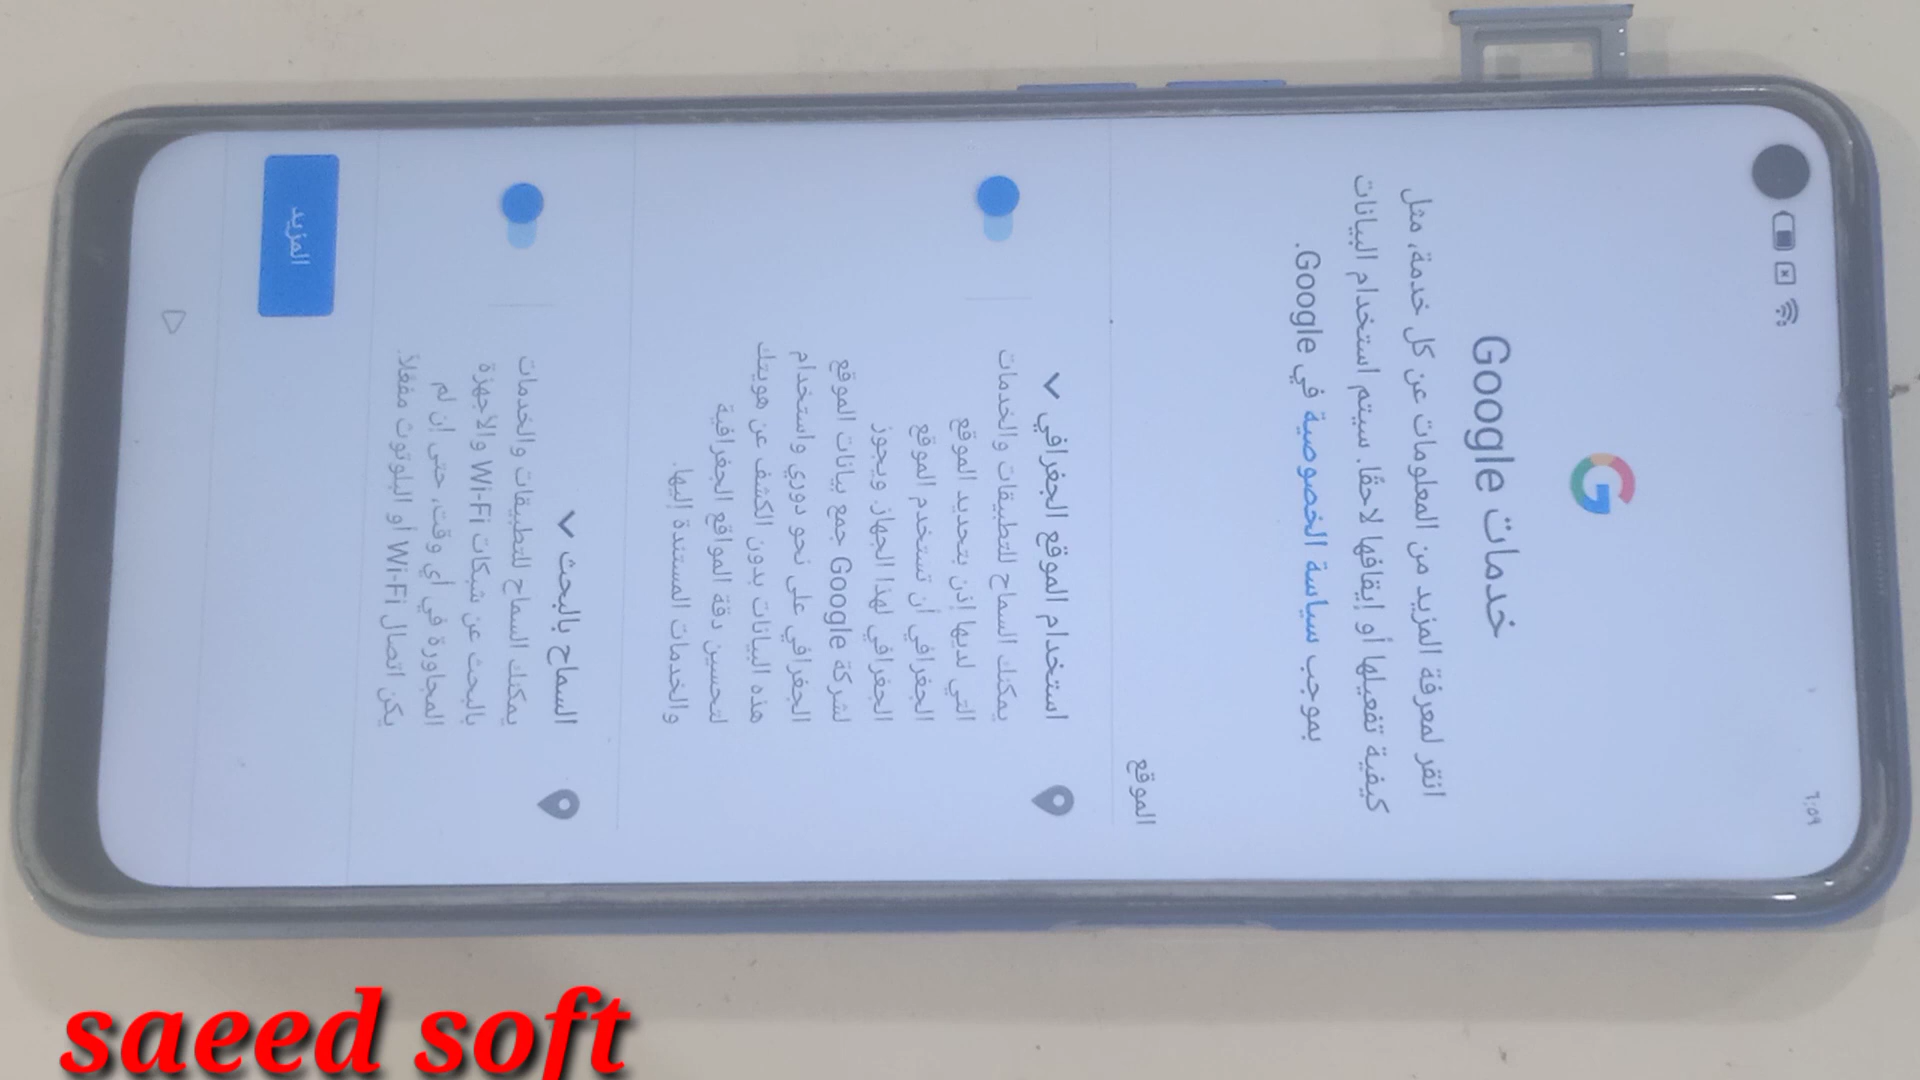 ٦:٥٩
خدمات Google
انقر لمعرفة المزيد من المعلومات عن كل خدمة، مثل
كيفية تفعيلها أو إيقافها لاحقًا. سيتم استخدام البيانات
بموجب سياسة الخصوصية في Google.
الموقع
استخدام الموقع الجغرافي
يمكنك السماح للتطبيقات والخدمات
التي لديها إذن بتحديد الموقع
الجغرافي أن تستخدم الموقع
الجغرافي لهذا الجهاز. ويجوز
لشركة Google جمع بيانات الموقع
الجغرافي على نحو دوري واستخدام
هذه البيانات بدون الكشف عن هويتك
لتحسين دقة المواقع الجغرافية
والخدمات المستندة إليها.
السماح بالبحث
يمكنك السماح للتطبيقات والخدمات
بالبحث عن شبكات Wi-Fi والأجهزة
المجاورة في أي وقت، حتى إن لم
يكن اتصال Wi-Fi أو البلوتوث مفعّلاً.
المزيد
saeed soft